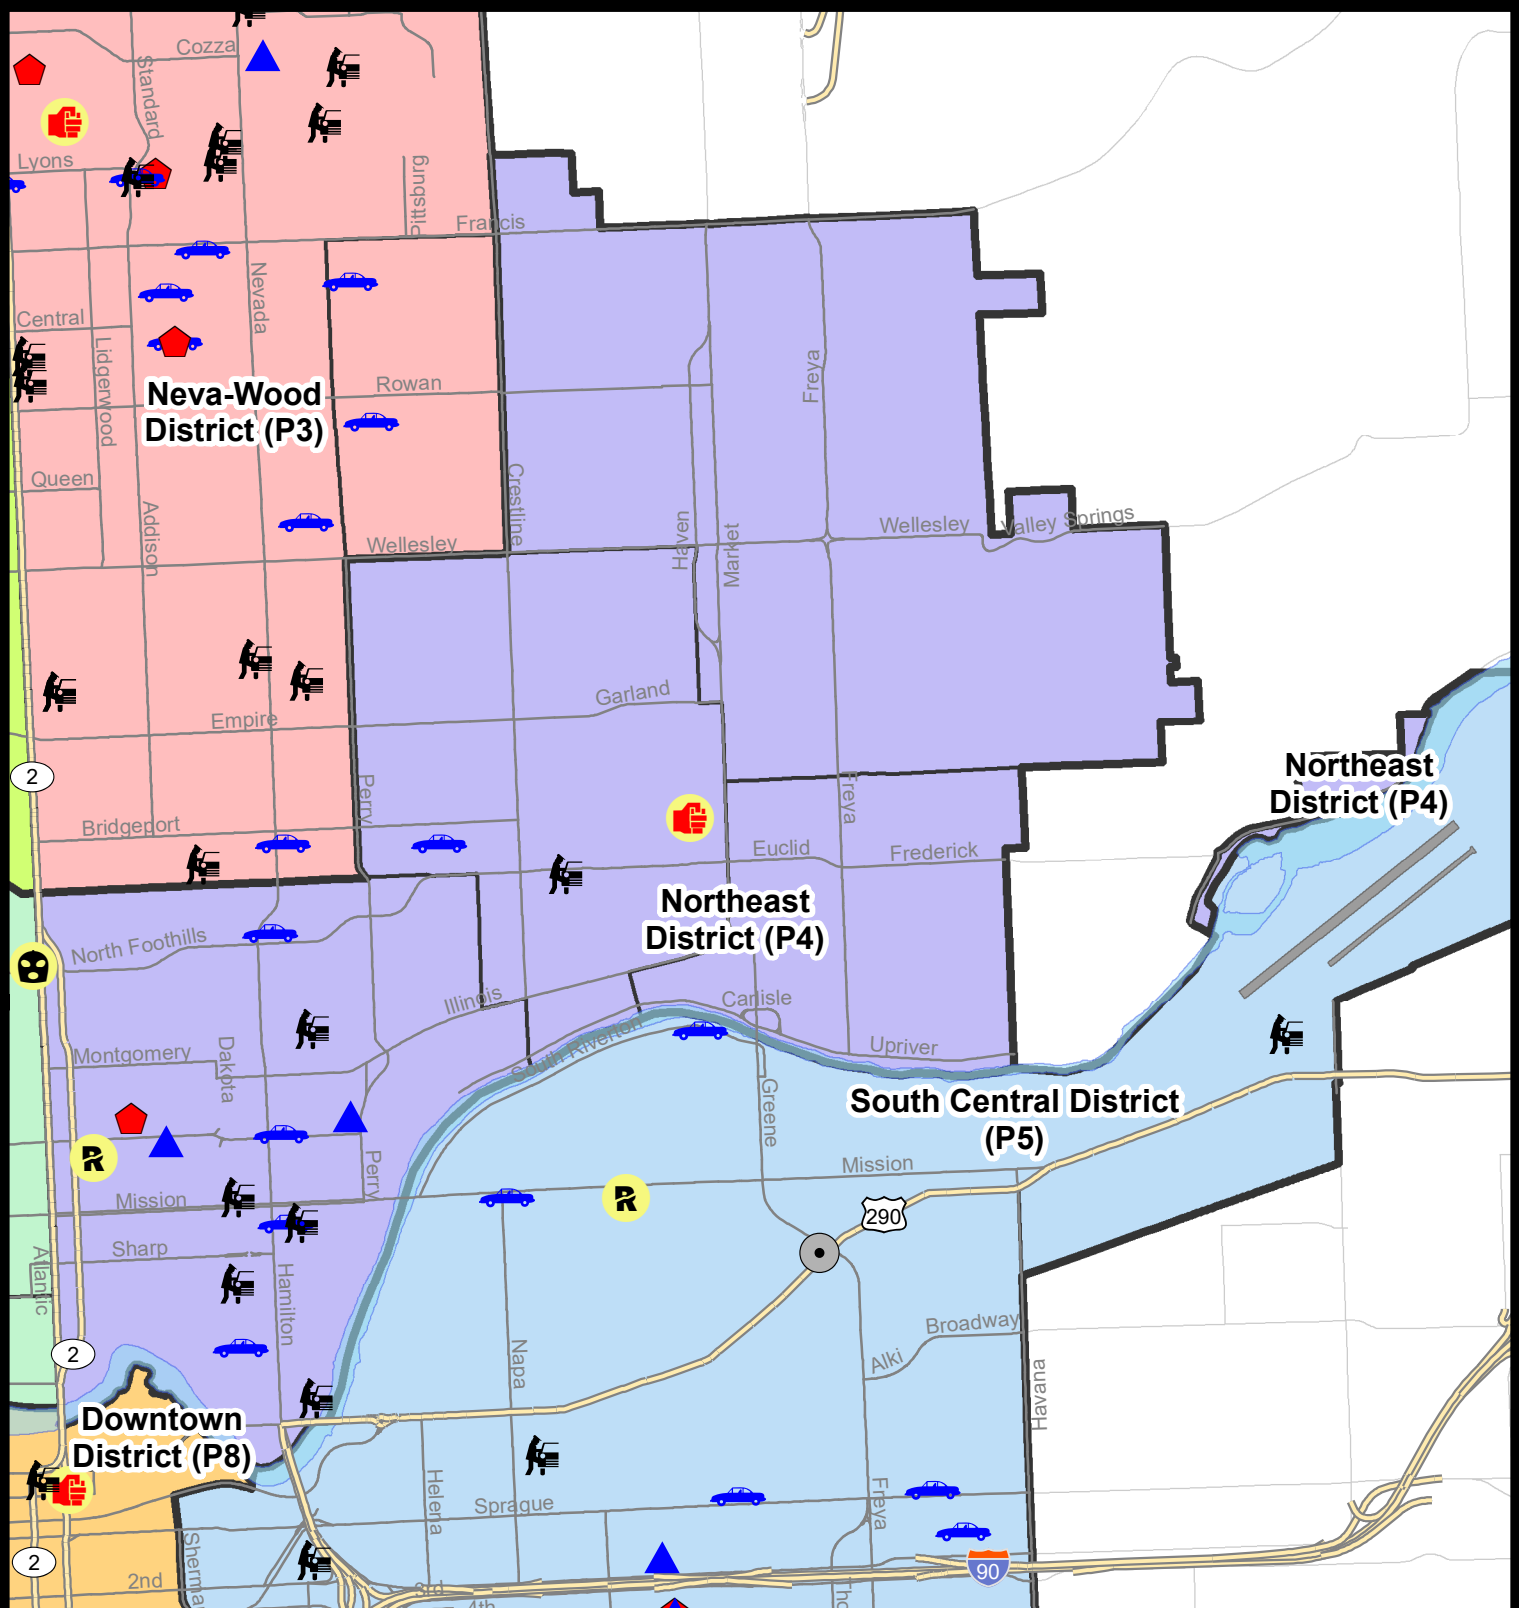 Cozza
Standard
Lyons
Pittsburg
Francis
Nevada
Central
Lidgerwood
Rowan
Freya
Neva-Wood
District (P3)
Queen
Addison
Crestline
Wellesley
Haven
Market
Wellesley
Valley Springs
Garland
Empire
2
Perry
Freya
Northeast
District (P4)
Bridgeport
Euclid
Frederick
Northeast
District (P4)
North Foothills
Illinois
Carlisle
South Riverton
Montgomery
Dakota
Upriver
Greene
South Central District
(P5)
R
Perry
Mission
Mission
R
290
Sharp
Atlantic
Hamilton
Broadway
Alki
Napa
Havana
2
Downtown
District (P8)
Helena
Sprague
Freya
Sherma
2
2nd
3rd
4th
Tho
90